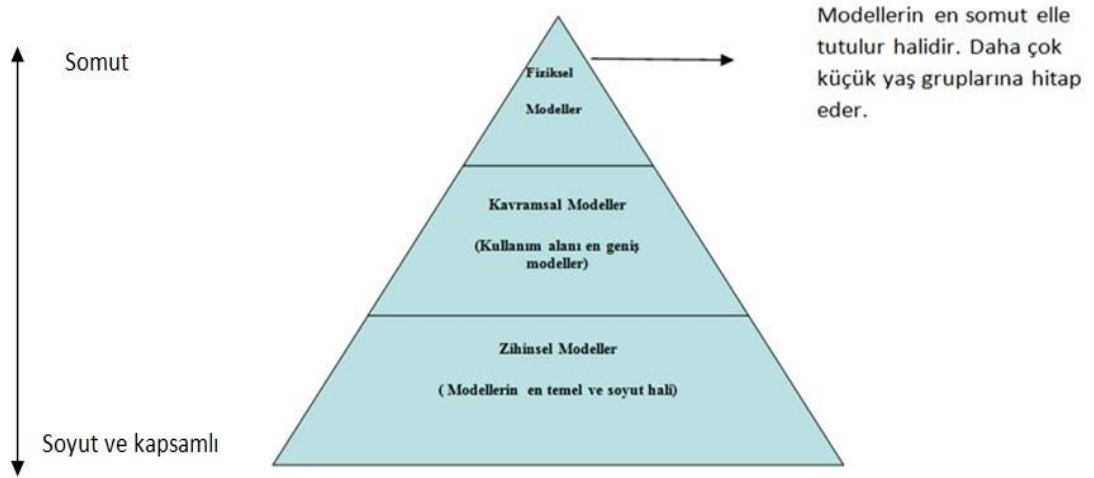 Somut
Fiziksel
Modeller
Modellerin en somut elle
tutulur halidir. Daha çok
küçük yaş gruplarına hitap
eder.
Kavramsal Modeller
(Kullanım alanı en geniş
modeller)
Zihinsel Modeller
( Modellerin en temel ve soyut hali)
Soyut ve kapsamlı